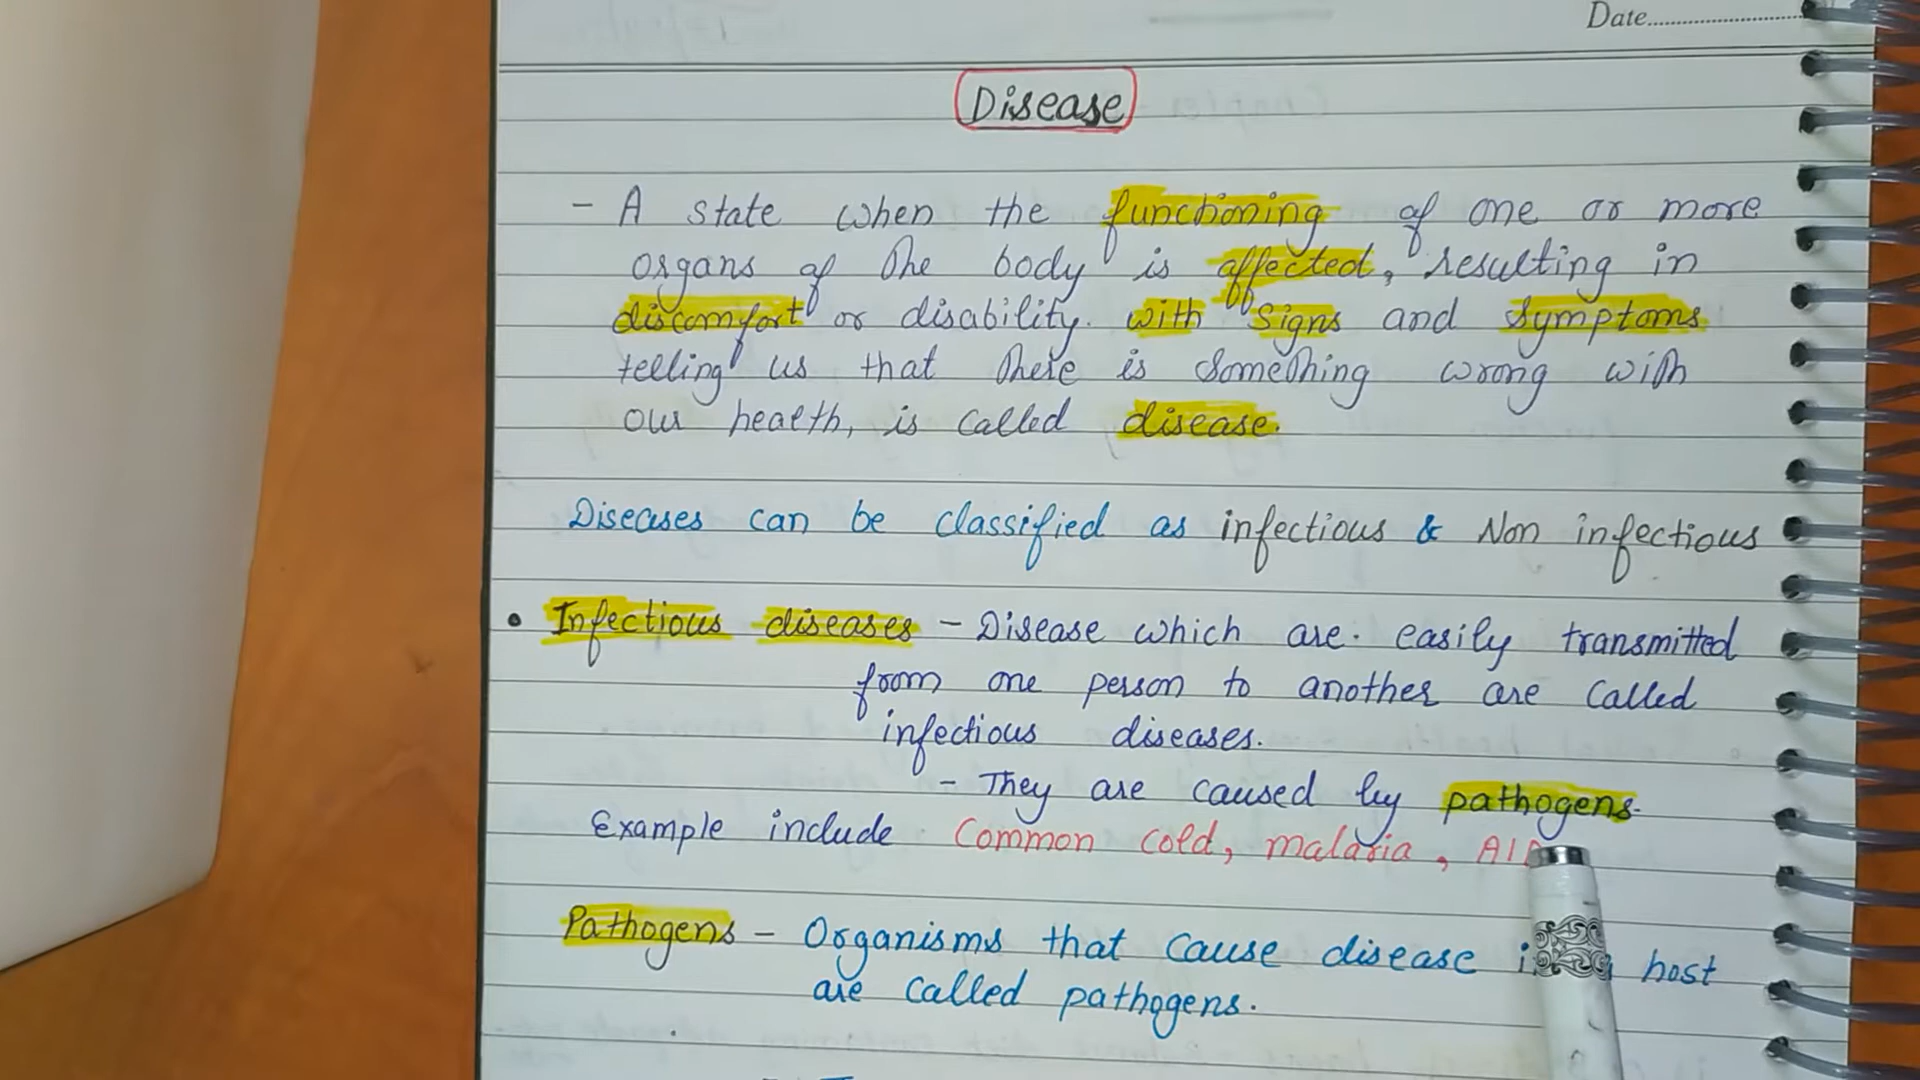 Date
Disease
- A state when the functioning of one or more
organs of the body is affected, resulting in
discomfort or disability. with signs and symptoms
telling us that there is something wrong with
our health, is called disease.
Diseases can be classified as infectious & Non infectious
• Infectious diseases - Disease which are. easily transmitted
from one person to another are called
infectious diseases.
- They are caused by pathogens.
Example include Common cold, malaria,
Pathogens - Organisms that cause disease host
are called pathogens.